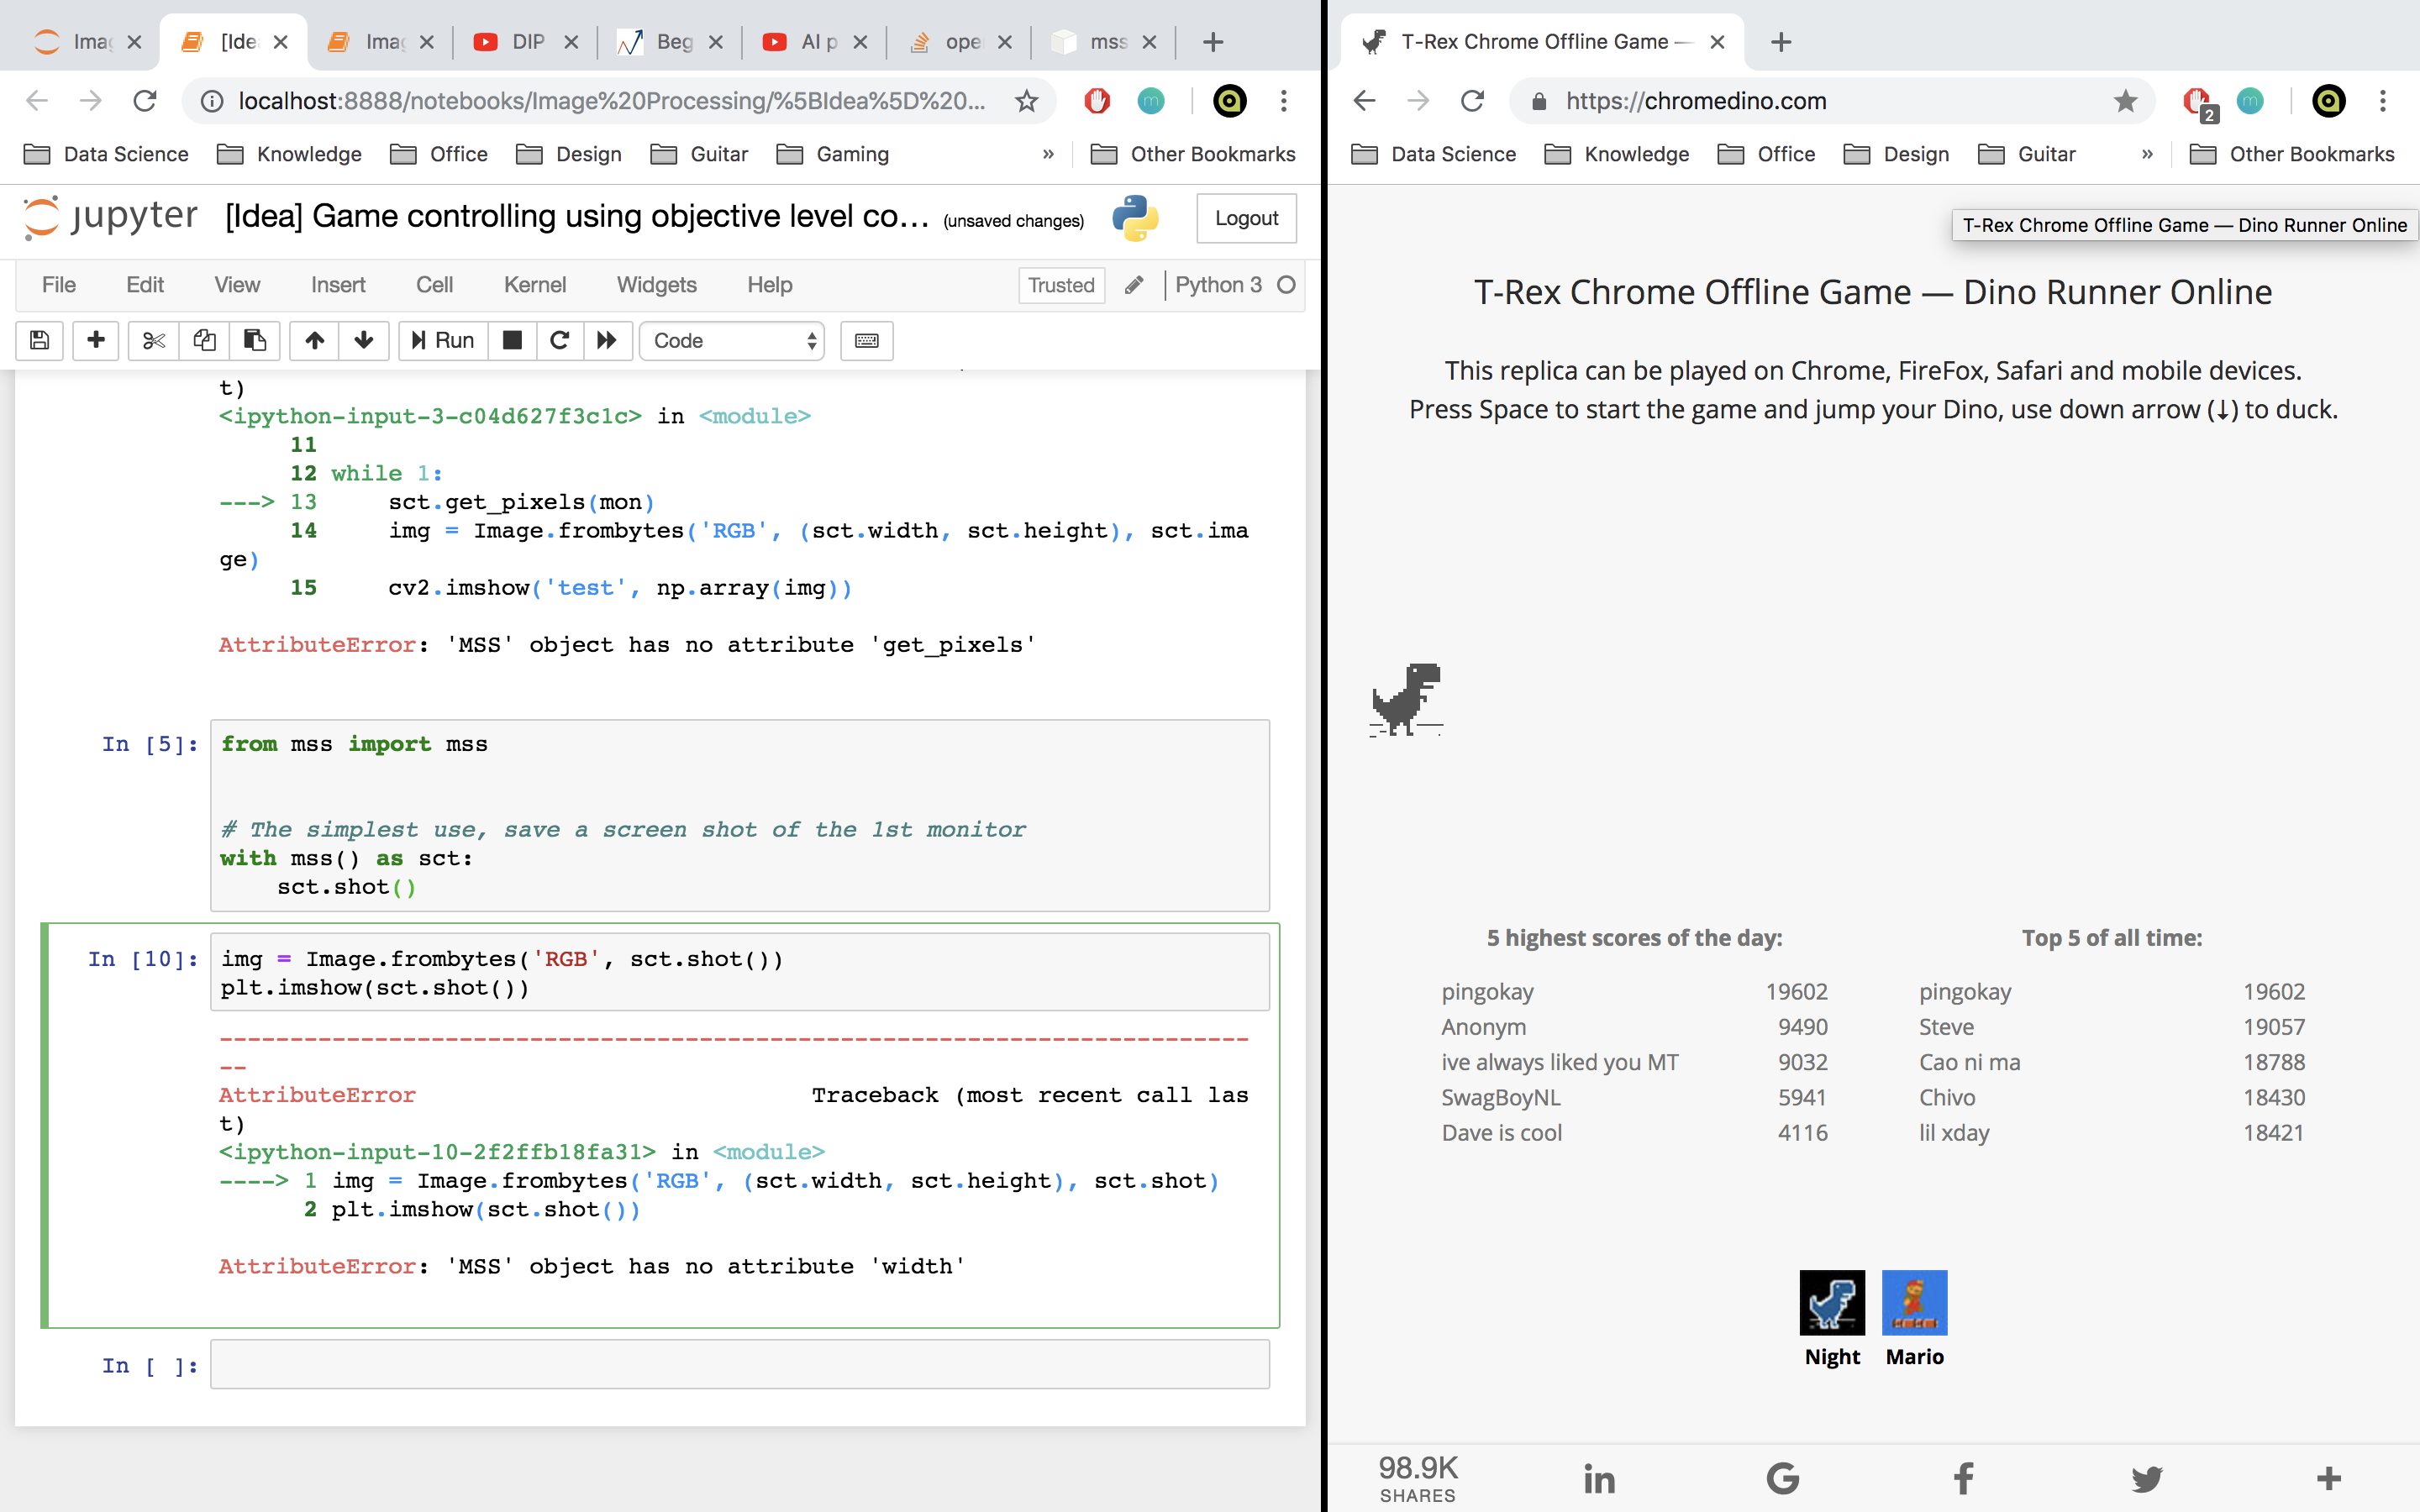 Imag
[Ide
Imag
DIP
Beg
AI p
ope
mss
localhost:8888/notebooks/Image%20Processing/%5BIdea%5D%20...
Data Science
Knowledge
Office
Design
Guitar
Gaming
»
Other Bookmarks
jupyter
[Idea] Game controlling using objective level co...
(unsaved changes)
Logout
File
Edit
View
Insert
Cell
Kernel
Widgets
Help
Trusted
Python 3
Run
Code
t)
<ipython-input-3-c04d627f3c1c> in <module>
11
12 while 1:
---> 13     sct.get_pixels(mon)
14     img = Image.frombytes('RGB', (sct.width, sct.height), sct.ima
ge)
15     cv2.imshow('test', np.array(img))
AttributeError: 'MSS' object has no attribute 'get_pixels'
In [5]:
from mss import mss
# The simplest use, save a screen shot of the 1st monitor
with mss() as sct:
    sct.shot()
In [10]:
img = Image.frombytes('RGB', sct.shot())
plt.imshow(sct.shot())
---------------------------------------------------------------------------
AttributeError                            Traceback (most recent call las
t)
<ipython-input-10-2f2ffb18fa31> in <module>
----> 1 img = Image.frombytes('RGB', (sct.width, sct.height), sct.shot)
      2 plt.imshow(sct.shot())
AttributeError: 'MSS' object has no attribute 'width'
In [ ]:
T-Rex Chrome Offline Game —
https://chromedino.com
2
m
Data Science
Knowledge
Office
Design
Guitar
»
Other Bookmarks
T-Rex Chrome Offline Game — Dino Runner Online
T-Rex Chrome Offline Game — Dino Runner Online
This replica can be played on Chrome, FireFox, Safari and mobile devices.
Press Space to start the game and jump your Dino, use down arrow (↓) to duck.
5 highest scores of the day:
pingokay 19602
Anonym 9490
ive always liked you MT 9032
SwagBoyNL 5941
Dave is cool 4116
Top 5 of all time:
pingokay 19602
Steve 19057
Cao ni ma 18788
Chivo 18430
lil xday 18421
Night
Mario
98.9K
SHARES